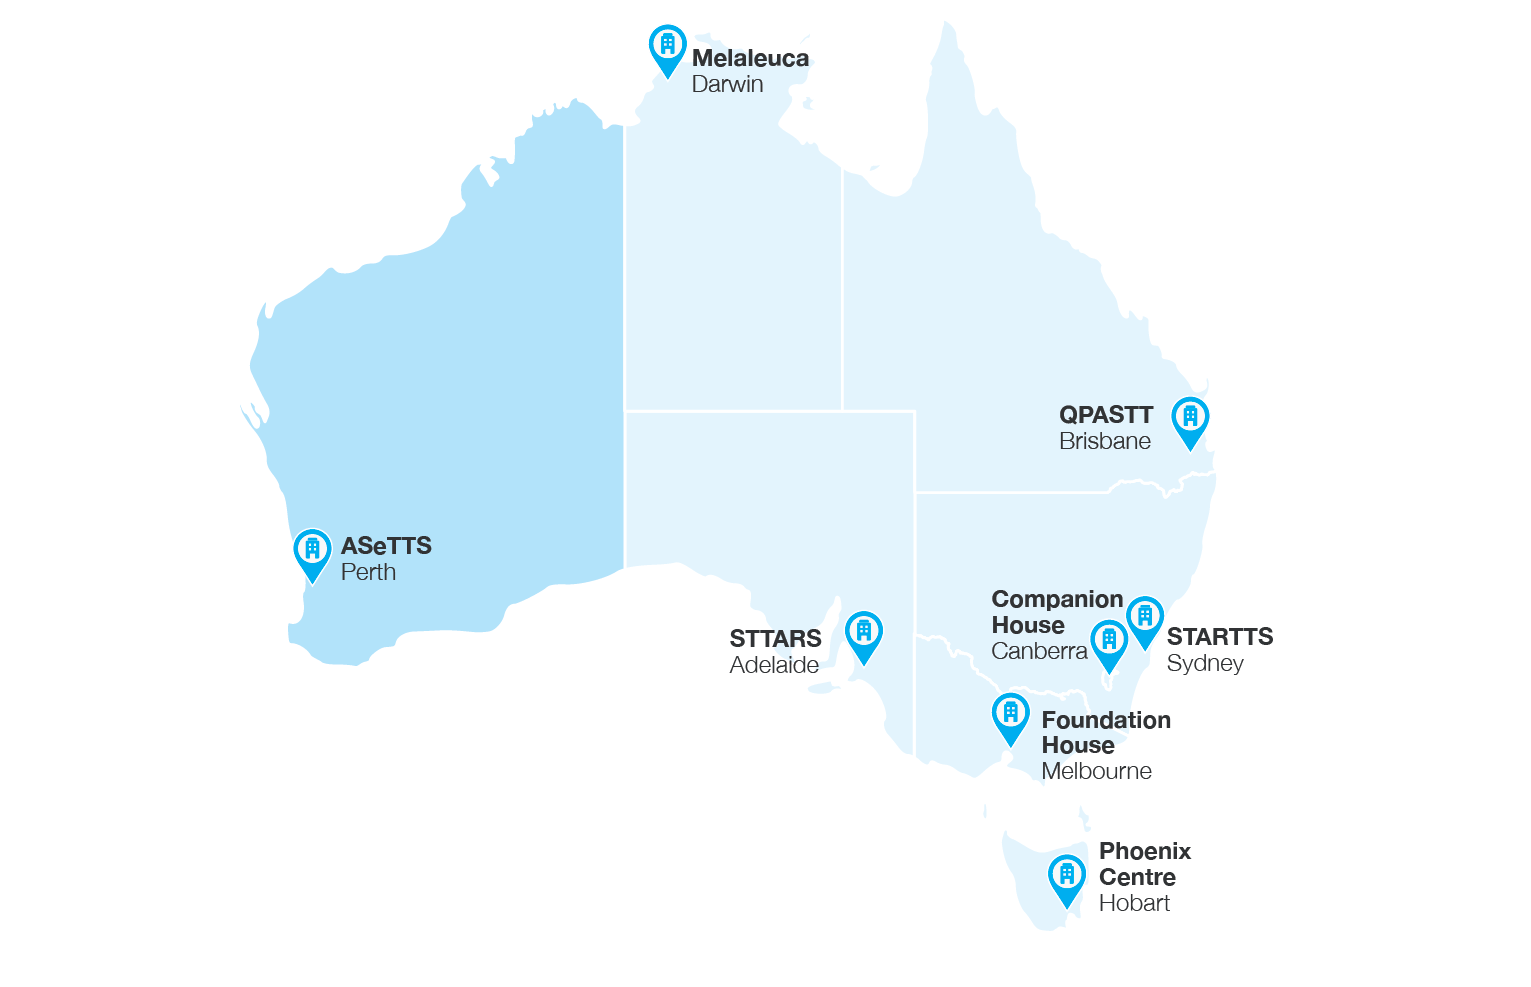 Melaleuca
Darwin
QPASTT
Brisbane
ASeTTS
Perth
Companion
House
Canberra
STTARS
Adelaide
STARTTS
Sydney
Foundation
House
Melbourne
Phoenix
Centre
Hobart